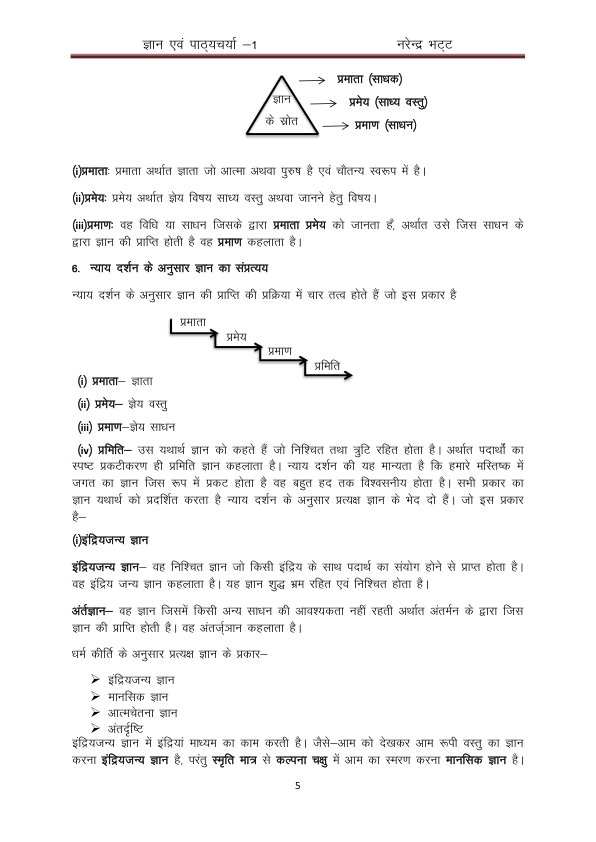 ज्ञान एवं पाठ्यचर्या –1 नरेन्द्र भट्ट
ज्ञान
के स्रोत
प्रमाता (साधक)
प्रमेय (साध्य वस्तु)
प्रमाण (साधन)
(i)प्रमाताः प्रमाता अर्थात ज्ञाता जो आत्मा अथवा पुरुष है एवं चौतन्य स्वरूप में है।
(ii)प्रमेयः प्रमेय अर्थात ज्ञेय विषय साध्य वस्तु अथवा जानने हेतु विषय।
(iii)प्रमाणः वह विधि या साधन जिसके द्वारा प्रमाता प्रमेय को जानता हँ, अर्थात उसे जिस साधन के
द्वारा ज्ञान की प्राप्ति होती है वह प्रमाण कहलाता है।
6. न्याय दर्शन के अनुसार ज्ञान का संप्रत्यय
न्याय दर्शन के अनुसार ज्ञान की प्राप्ति की प्रक्रिया में चार तत्व होते हैं जो इस प्रकार है
प्रमाता
प्रमेय
प्रमाण
प्रमिति
(i) प्रमाता– ज्ञाता
(ii) प्रमेय– ज्ञेय वस्तु
(iii) प्रमाण–ज्ञेय साधन
(iv) प्रमिति– उस यथार्थ ज्ञान को कहते हैं जो निश्चित तथा त्रुटि रहित होता है। अर्थात पदार्थों का
स्पष्ट प्रकटीकरण ही प्रमिति ज्ञान कहलाता है। न्याय दर्शन की यह मान्यता है कि हमारे मस्तिष्क में
जगत का ज्ञान जिस रूप में प्रकट होता है वह बहुत हद तक विश्वसनीय होता है। सभी प्रकार का
ज्ञान यथार्थ को प्रदर्शित करता है न्याय दर्शन के अनुसार प्रत्यक्ष ज्ञान के भेद दो हैं। जो इस प्रकार
है–
(i)इंद्रियजन्य ज्ञान
इंद्रियजन्य ज्ञान– वह निश्चित ज्ञान जो किसी इंद्रिय के साथ पदार्थ का संयोग होने से प्राप्त होता है।
वह इंद्रिय जन्य ज्ञान कहलाता है। यह ज्ञान शुद्ध भ्रम रहित एवं निश्चित होता है।
अंर्तज्ञान– वह ज्ञान जिसमें किसी अन्य साधन की आवश्यकता नहीं रहती अर्थात अंतर्मन के द्वारा जिस
ज्ञान की प्राप्ति होती है। वह अंतर्ज्ञान कहलाता है।
धर्म कीर्ति के अनुसार प्रत्यक्ष ज्ञान के प्रकार–
➢ इंद्रियजन्य ज्ञान
➢ मानसिक ज्ञान
➢ आत्मचेतना ज्ञान
➢ अंतर्दृष्टि
इंद्रियजन्य ज्ञान में इंद्रियां माध्यम का काम करती है। जैसे–आम को देखकर आम रूपी वस्तु का ज्ञान
करना इंद्रियजन्य ज्ञान है, परंतु स्मृति मात्र से कल्पना चक्षु में आम का स्मरण करना मानसिक ज्ञान है।
5